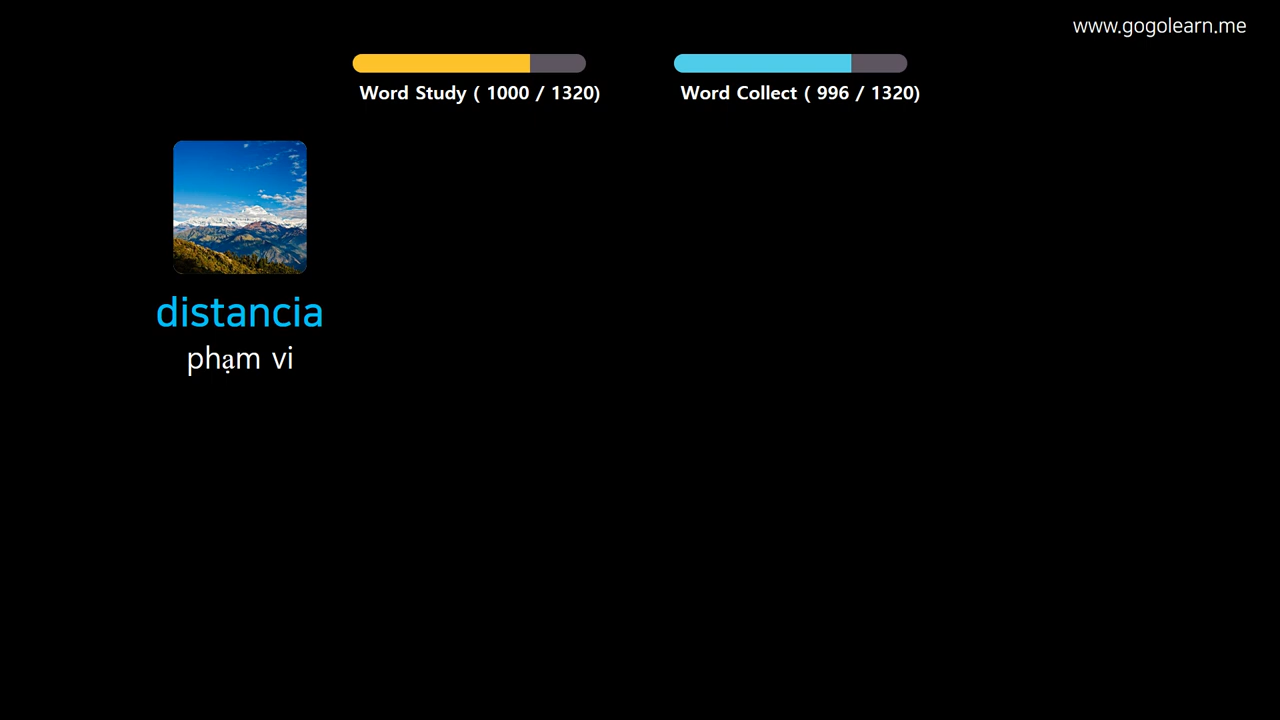 www.gogolearn.me
Word Study ( 1000 / 1320)
Word Collect ( 996 / 1320)
distancia
phạm vi